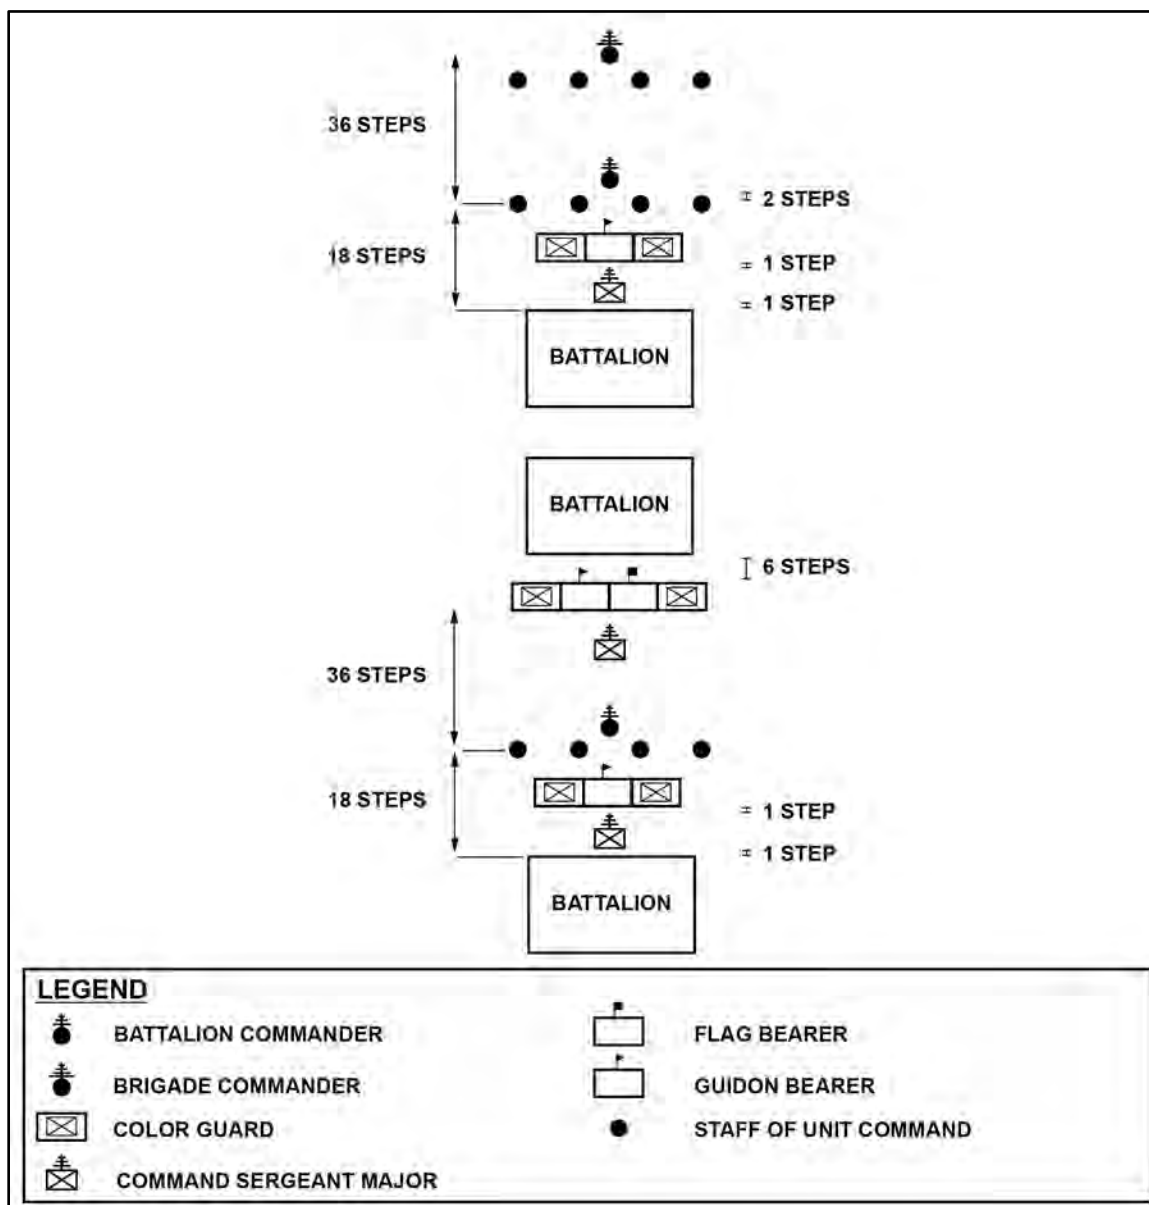 36 STEPS
2 STEPS
18 STEPS
1 STEP
1 STEP
BATTALION
BATTALION
6 STEPS
36 STEPS
18 STEPS
1 STEP
1 STEP
BATTALION
LEGEND
BATTALION COMMANDER
FLAG BEARER
BRIGADE COMMANDER
GUIDON BEARER
COLOR GUARD
STAFF OF UNIT COMMAND
COMMAND SERGEANT MAJOR